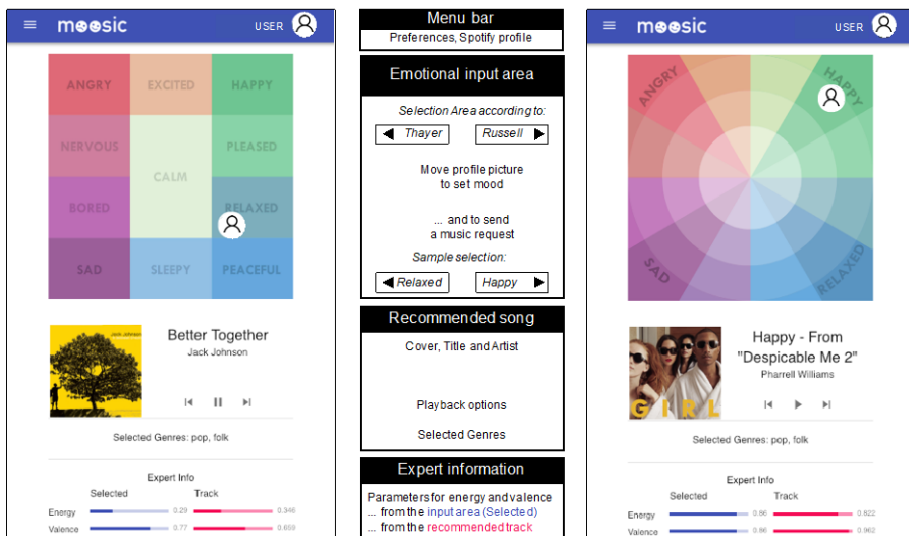 moosic
USER
ANGRY
EXCITED
HAPPY
NERVOUS
CALM
PLEASED
BORED
RELAXED
SAD
SLEEPY
PEACEFUL
Better Together
Jack Johnson
Selected Genres: pop, folk
Expert Info
Selected Track
Energy 0.29 0.346
Valence 0.77 0.659
Menu bar
Preferences, Spotify profile
Emotional input area
Selection Area according to:
Thayer
Russell
Move profile picture
to set mood
... and to send
a music request
Sample selection:
Relaxed
Happy
Recommended song
Cover, Title and Artist
Playback options
Selected Genres
Expert information
Parameters for energy and valence
... from the input area (Selected)
... from the recommended track
moosic
USER
ANGRY
HAPPY
SAD
RELAXED
GIRL
Happy - From
"Despicable Me 2"
Pharrell Williams
Selected Genres: pop, folk
Expert Info
Selected Track
Energy 0.86 0.822
Valence 0.86 0.962